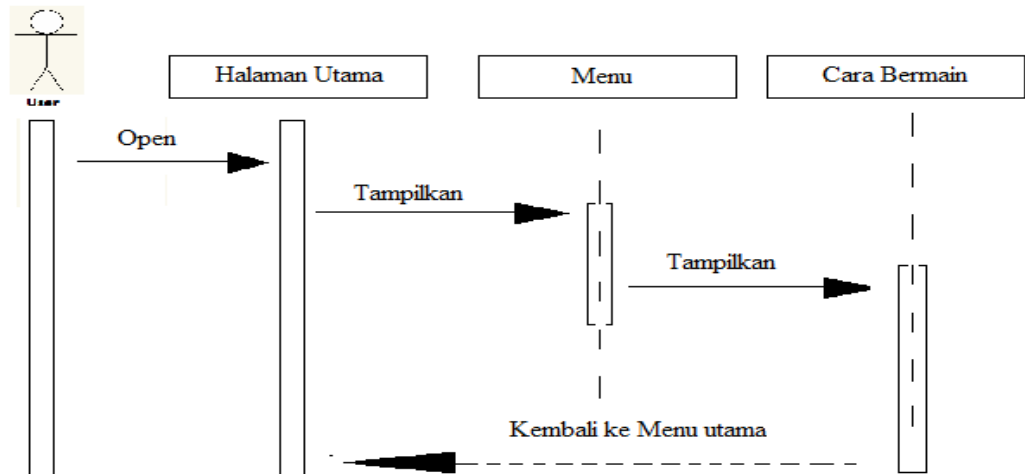 User
Halaman Utama
Menu
Cara Bermain
Open
Tampilkan
Tampilkan
Kembali ke Menu utama